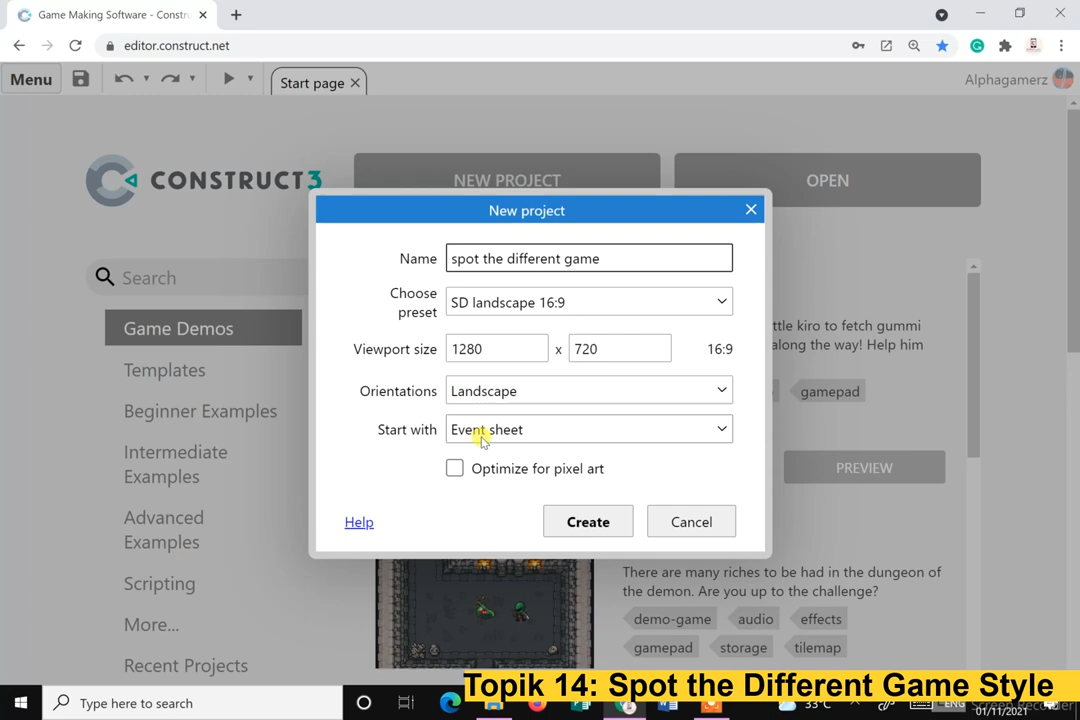 Game Making Software - Constr
editor.construct.net
Menu
Start page
Alphagamerz
CONSTRUCT3
NEW PROJECT
OPEN
New project
Name
spot the different game
Choose preset
SD landscape 16:9
Viewport size
1280
x
720
16:9
Orientations
Landscape
Start with
Event sheet
Optimize for pixel art
Help
Create
Cancel
Search
Game Demos
Templates
Beginner Examples
Intermediate
Examples
Advanced
Examples
Scripting
More...
Recent Projects
ttle kiro to fetch gummi
along the way! Help him
gamepad
PREVIEW
There are many riches to be had in the dungeon of
the demon. Are you up to the challenge?
demo-game
audio
effects
gamepad
storage
tilemap
Topik 14: Spot the Different Game Style
Type here to search
33°C
ENG
01/11/2021
Screen Recorder